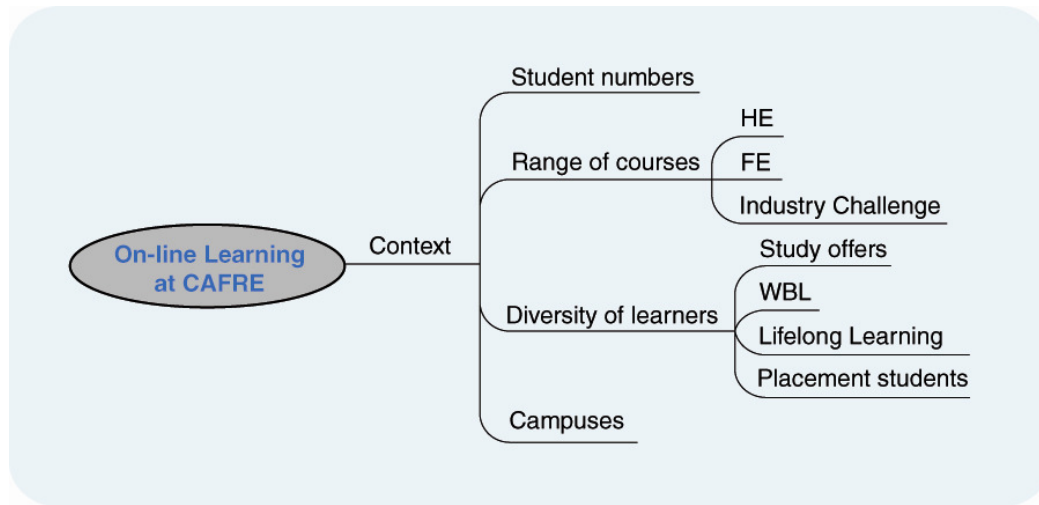 On-line Learning
at CAFRE
Context
Student numbers
Range of courses
HE
FE
Industry Challenge
Diversity of learners
Study offers
WBL
Lifelong Learning
Placement students
Campuses